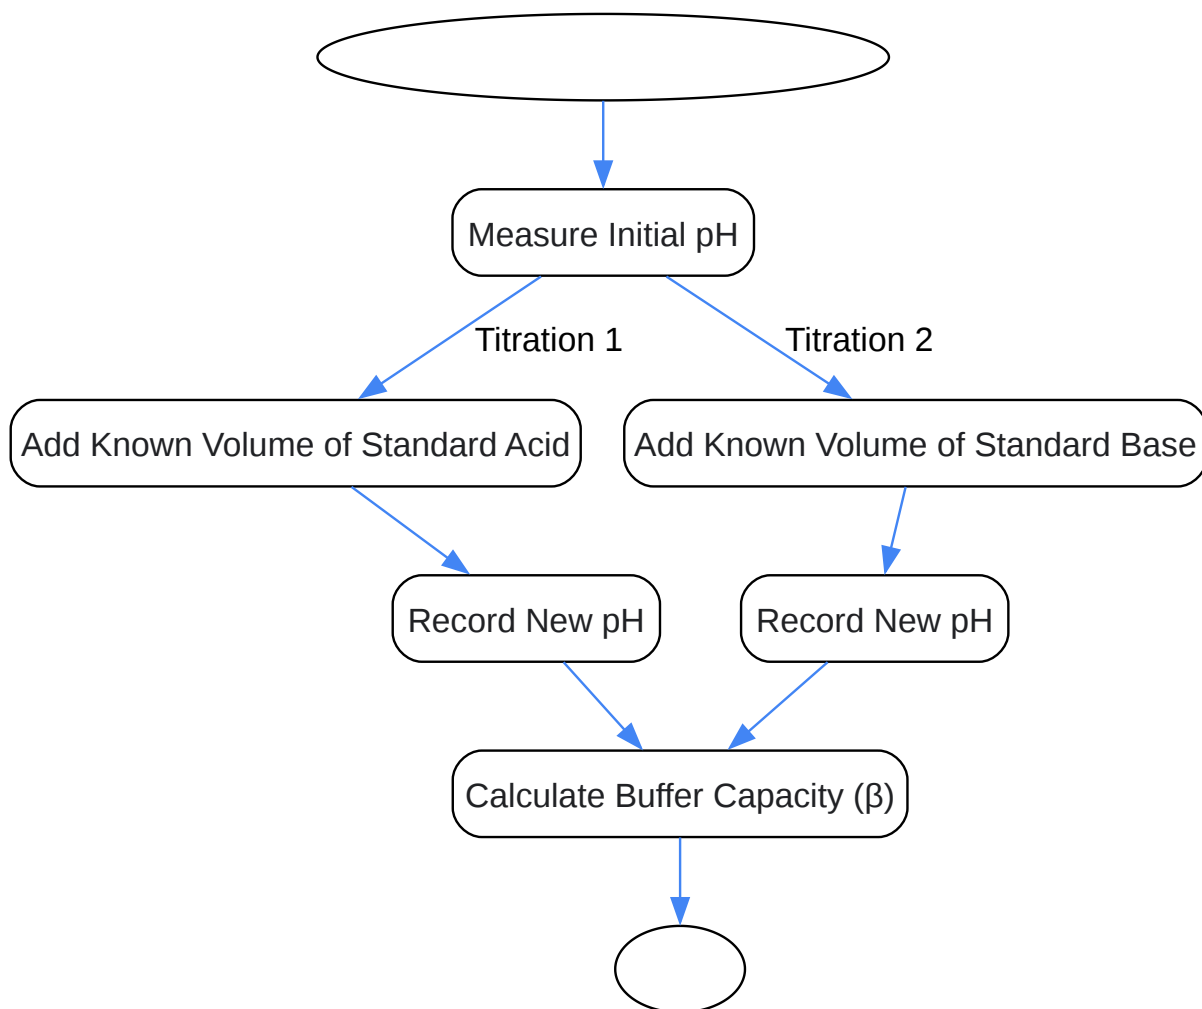 Measure Initial pH
Titration 1
Titration 2
Add Known Volume of Standard Acid
Add Known Volume of Standard Base
Record New pH
Record New pH
Calculate Buffer Capacity (β)